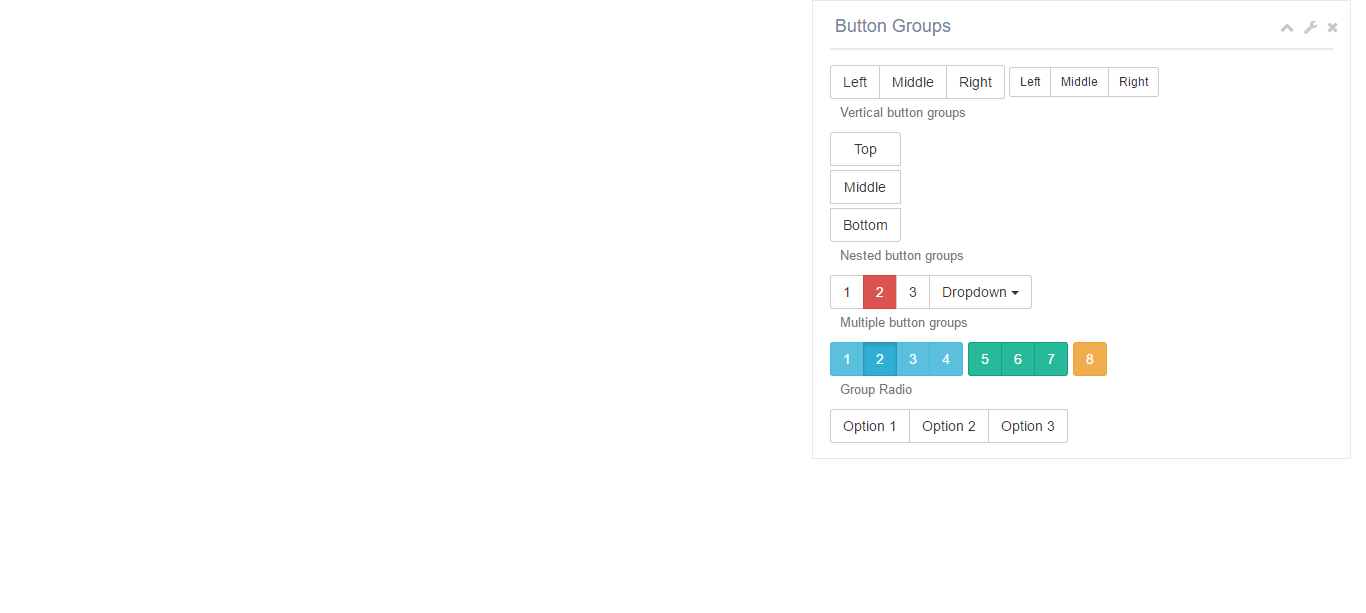 Button Groups
Left Middle Right Left Middle Right
Vertical button groups
Top
Middle
Bottom
Nested button groups
1 2 3 Dropdown
Multiple button groups
1 2 3 4 5 6 7 8
Group Radio
Option 1 Option 2 Option 3